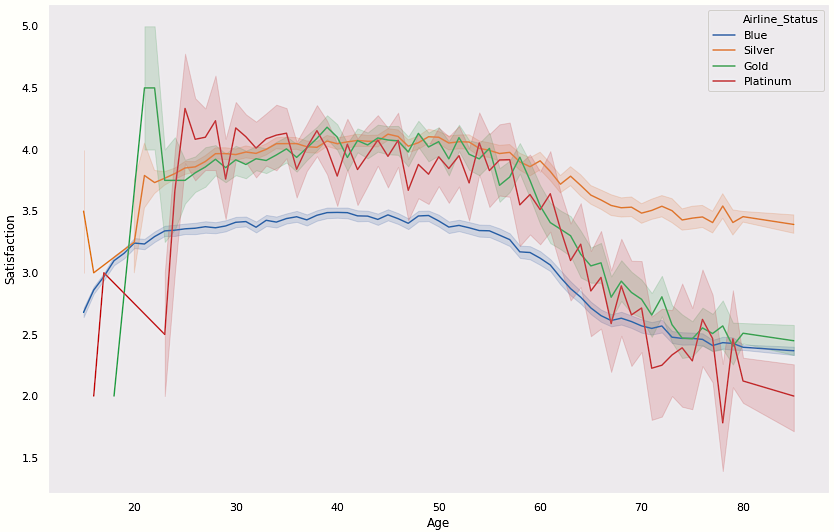 Airline_Status
Blue
Silver
Gold
Platinum
5.0
4.5
4.0
3.5
3.0
2.5
2.0
1.5
Satisfaction
20 30 40 50 60 70 80
Age